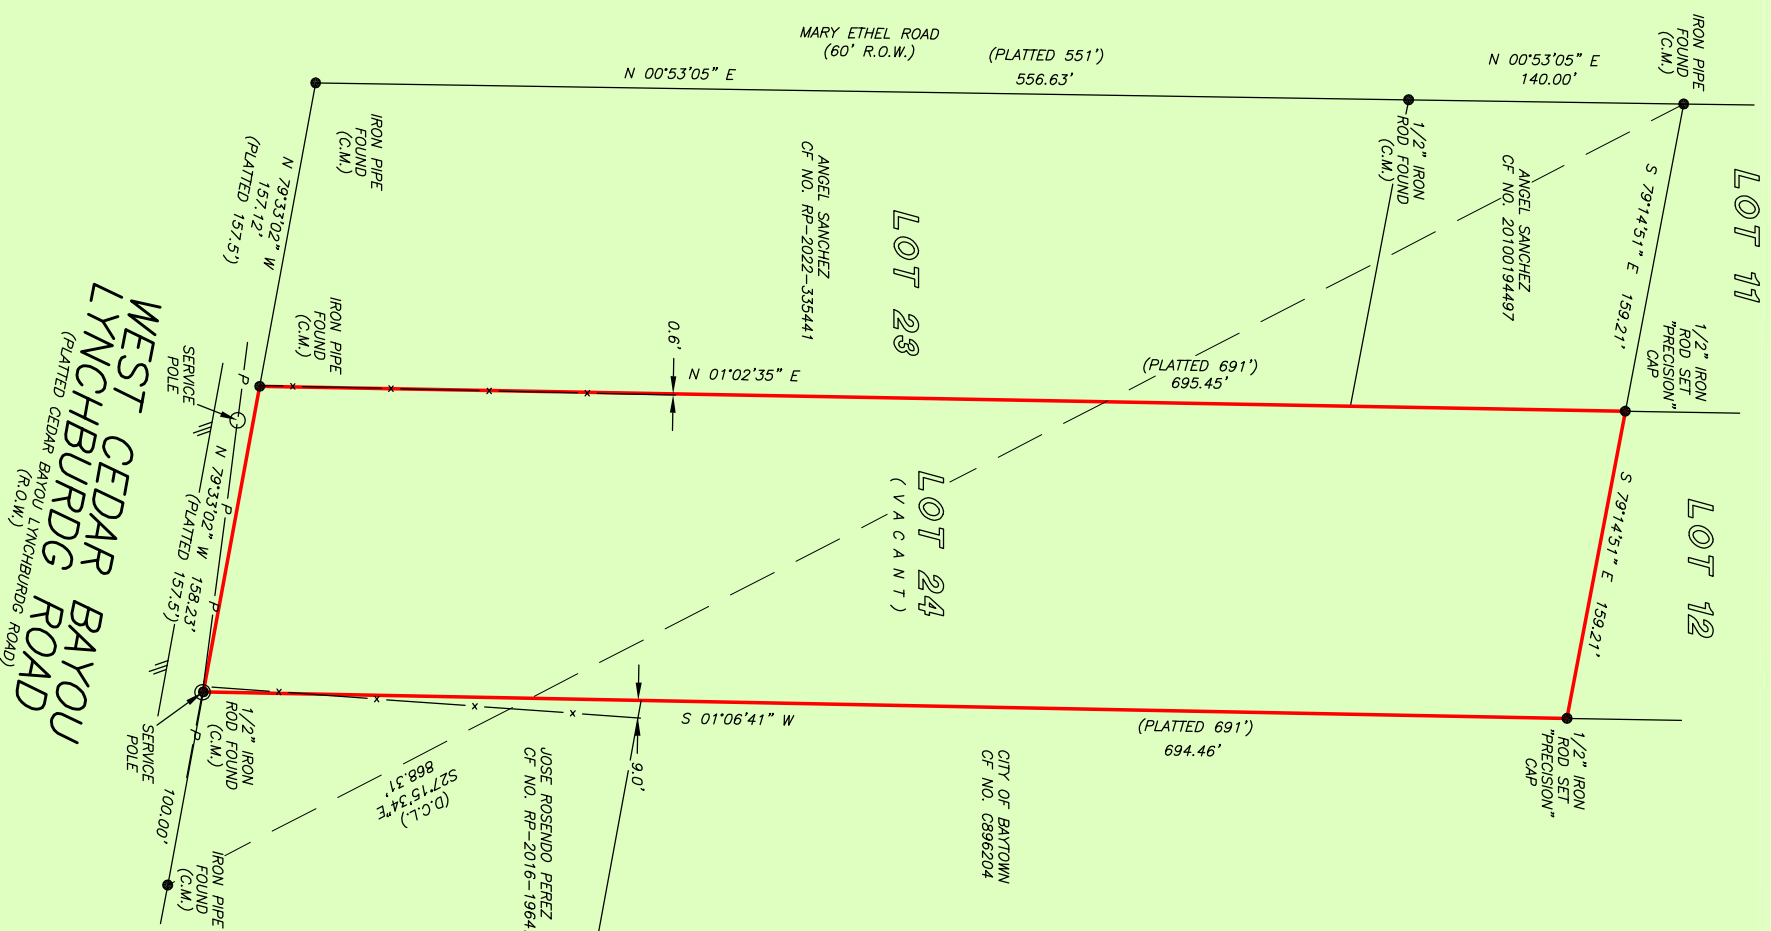 MARY ETHEL ROAD
(60' R.O.W.)
(PLATTED 551')
556.63'
N 00°53'05" E
N 00°53'05" E
140.00'
IRON PIPE
FOUND
(C.M.)
LOT 11
S 79°14'51" E 159.21'
1/2" IRON
ROD FOUND
(C.M.)
ANGEL SANCHEZ
CF NO. 20100194497
IRON PIPE
FOUND
(C.M.)
N 79°33'02" W
157.12'
(PLATTED 157.5')
ANGEL SANCHEZ
CF NO. RP-2022-335441
LOT 23
1/2" IRON
ROD SET
"PRECISION"
CAP
IRON PIPE
FOUND
(C.M.)
0.6'
N 01°02'35" E
(PLATTED 691')
695.45'
SERVICE
POLE
P
P
P
P
x
x
x
x
N 79°33'02" W 158.23'
(PLATTED 157.5')
WEST CEDAR BAYOU
LYNCHBURDG ROAD
(PLATTED CEDAR BAYOU LYNCHBURDG ROAD)
(R.O.W.)
LOT 24
(VACANT)
S 79°14'51" E 159.21'
LOT 12
x
x
x
x
S 01°06'41" W
(PLATTED 691')
694.46'
1/2" IRON
ROD SET
"PRECISION"
CAP
1/2" IRON
ROD FOUND
(C.M.)
SERVICE
POLE
9.0'
(D.C.L.)
S27°15'34"E
868.31'
JOSE ROSENDO PEREZ
CF NO. RP-2016-1964
CITY OF BAYTOWN
CF NO. C896204
100.00'
IRON PIPE
FOUND
(C.M.)